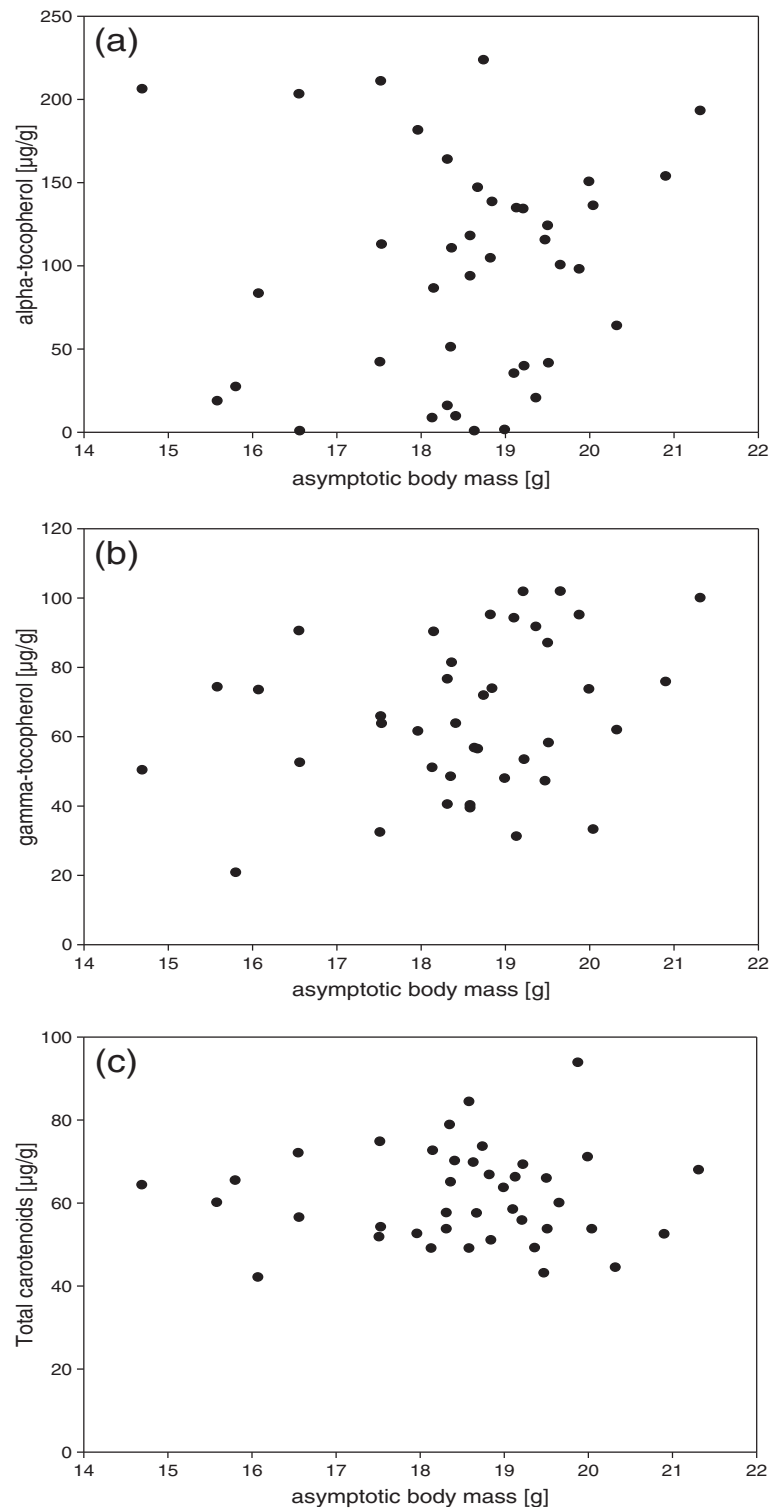 (a)
250
200
150
100
50
0
alpha-tocopherol [µg/g]
14 15 16 17 18 19 20 21 22
asymptotic body mass [g]
(b)
120
100
80
60
40
20
0
gamma-tocopherol [µg/g]
14 15 16 17 18 19 20 21 22
asymptotic body mass [g]
(c)
100
80
60
40
20
0
Total carotenoids [µg/g]
14 15 16 17 18 19 20 21 22
asymptotic body mass [g]